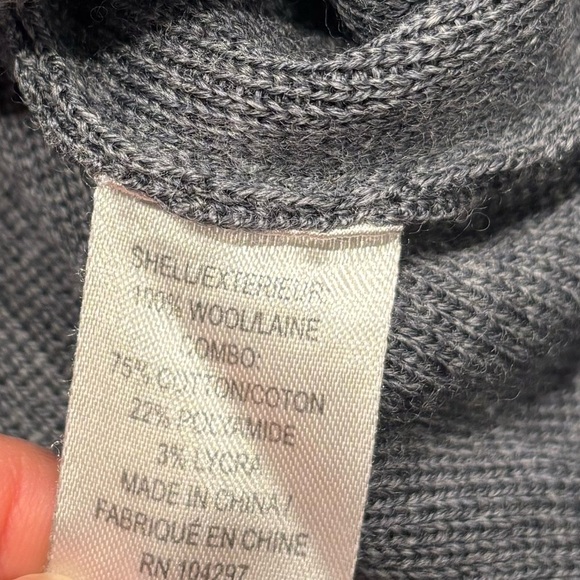 SHELL/EXTERIEUR:
100% WOOL/LAINE
COMBO:
75% COTTON/COTON
22% POLYAMIDE
3% LYCRA
MADE IN CHINA /
FABRIQUÉ EN CHINE
RN 104297